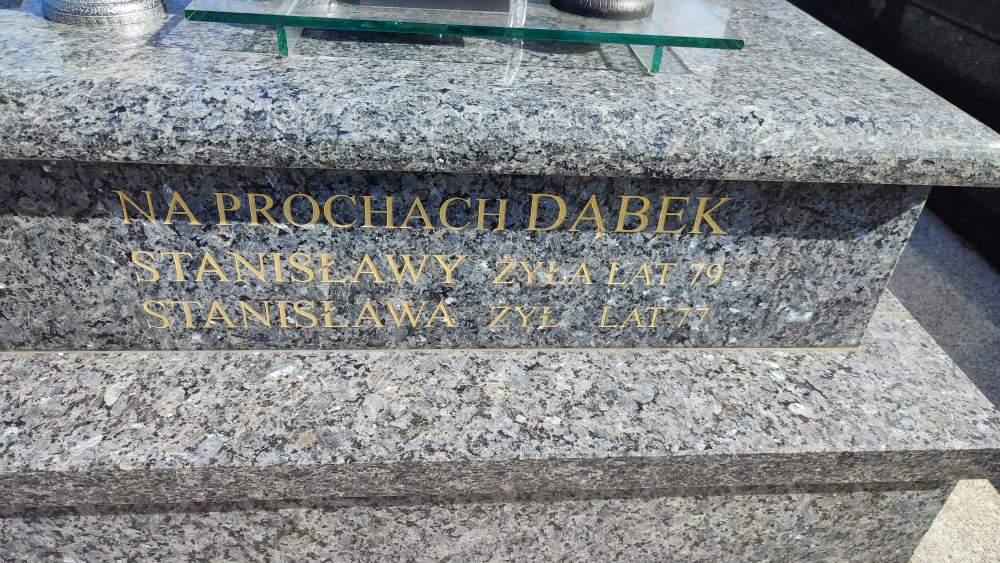 NA PROCHACH DĄBEK
STANISŁAWY ŻYŁA LAT 79
STANISŁAWA ŻYŁ LAT 77